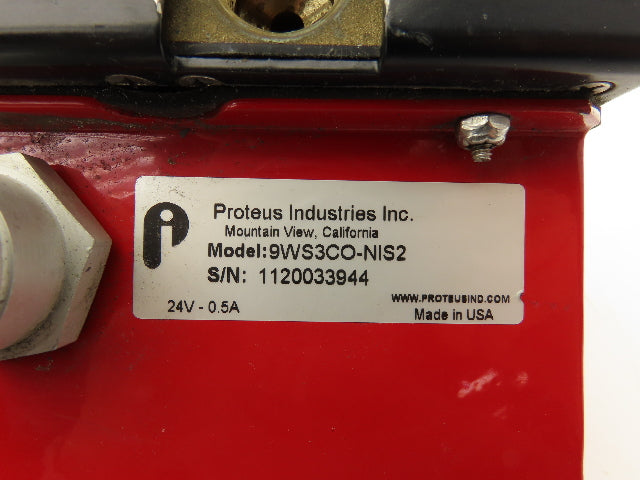 Proteus Industries Inc.
Mountain View, California
Model:9WS3CO-NIS2
S/N: 1120033944
24V - 0.5A
WWW.PROTEUSIND.COM
Made in USA